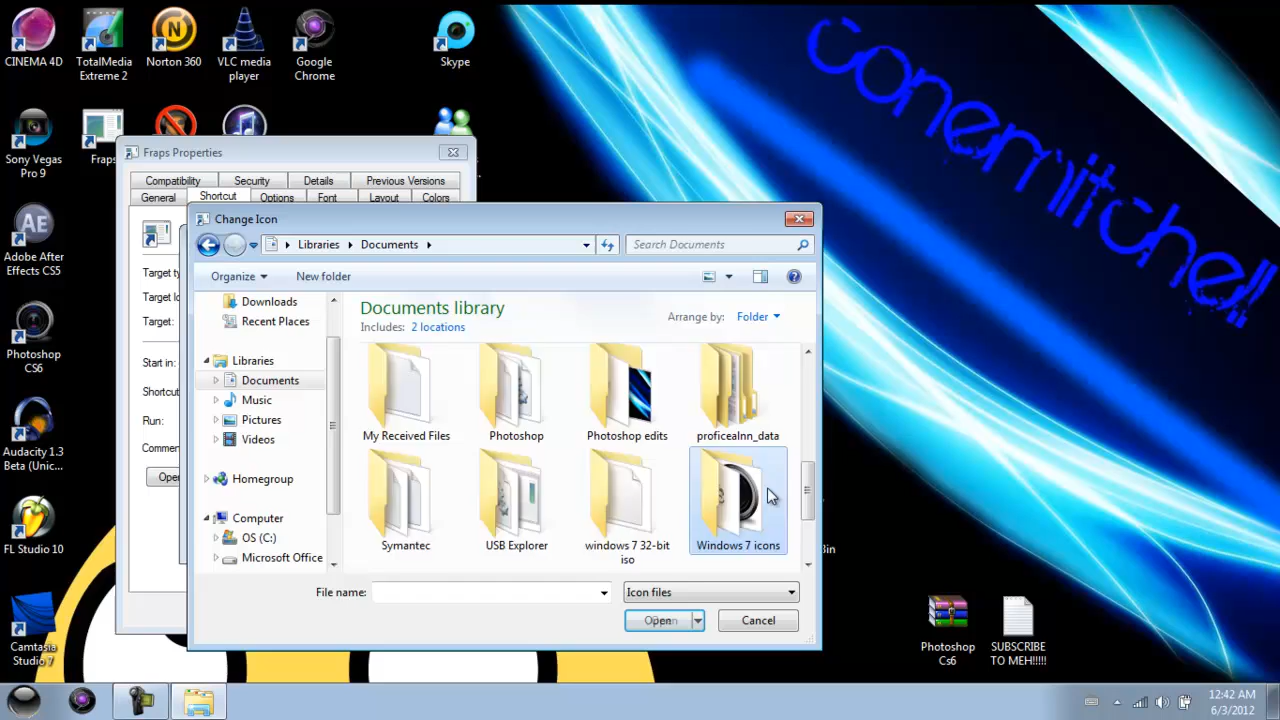 CINEMA 4D
TotalMedia
Extreme 2
Norton 360
VLC media
player
Google
Chrome
Skype
conermitchell
Sony Vegas
Pro 9
Fraps
Fraps Properties
Compatibility
Security
Details
Previous Versions
General
Shortcut
Options
Font
Layout
Colors
Target ty
Target lo
Target:
Start in:
Shortcut
Run:
Commen
Open
Change Icon
Libraries
Documents
Search Documents
Organize
New folder
Downloads
Recent Places
Libraries
Documents
Music
Pictures
Videos
Homegroup
Computer
OS (C:)
Microsoft Office
Documents library
Includes: 2 locations
Arrange by: Folder
My Received Files
Photoshop
Photoshop edits
proficealnn_data
Symantec
USB Explorer
windows 7 32-bit
iso
Windows 7 icons
File name:
Icon files
Open
Cancel
Adobe After
Effects CS5
AE
Photoshop
CS6
Audacity 1.3
Beta (Unic...
FL Studio 10
Camtasia
Studio 7
Bin
Photoshop
Cs6
SUBSCRIBE
TO MEH!!!!!
12:42 AM
6/3/2012